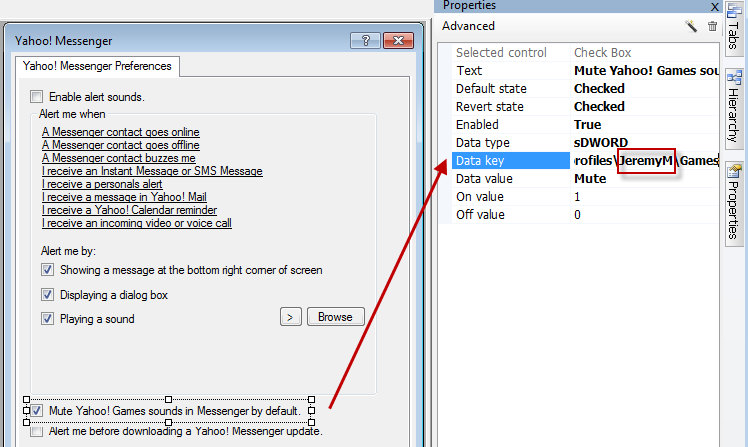 Yahoo! Messenger
?
Yahoo! Messenger Preferences
Enable alert sounds.
Alert me when
A Messenger contact goes online
A Messenger contact goes offline
A Messenger contact buzzes me
I receive an Instant Message or SMS Message
I receive a personals alert
I receive a message in Yahoo! Mail
I receive a Yahoo! Calendar reminder
I receive an incoming video or voice call
Alert me by:
Showing a message at the bottom right corner of screen
Displaying a dialog box
Playing a sound > Browse
Mute Yahoo! Games sounds in Messenger by default.
Alert me before downloading a Yahoo! Messenger update.
Properties X
Advanced
Selected control Check Box
Text Mute Yahoo! Games sou
Default state Checked
Revert state Checked
Enabled True
Data type sDWORD
Data key rofiles\JeremyM\Games
Data value Mute
On value 1
Off value 0
Tabs
Hierarchy
Properties